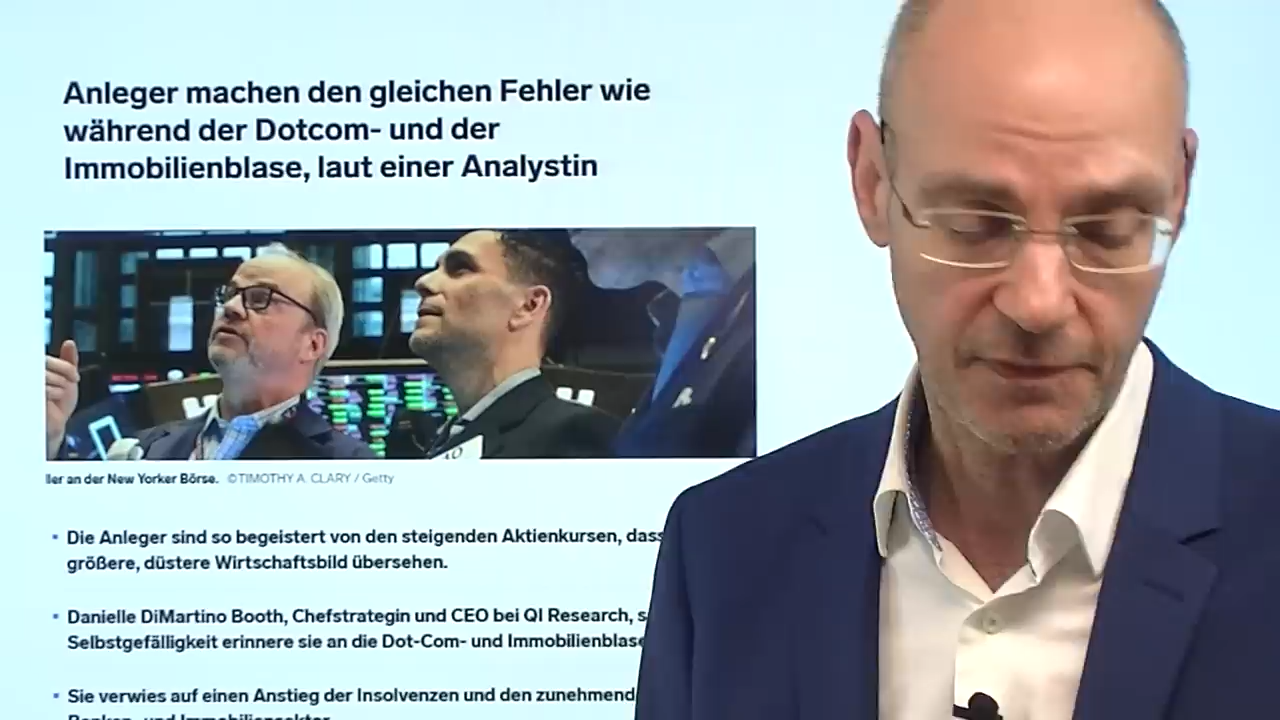 Anleger machen den gleichen Fehler wie
während der Dotcom- und der
Immobilienblase, laut einer Analystin
ler an der New Yorker Börse. ©TIMOTHY A. CLARY / Getty
• Die Anleger sind so begeistert von den steigenden Aktienkursen, dass
größere, düstere Wirtschaftsbild übersehen.
• Danielle DiMartino Booth, Chefstrategin und CEO bei QI Research, s
Selbstgefälligkeit erinnere sie an die Dot-Com- und Immobilienblase
• Sie verwies auf einen Anstieg der Insolvenzen und den zunehmend
Banken- und Immobiliensektor